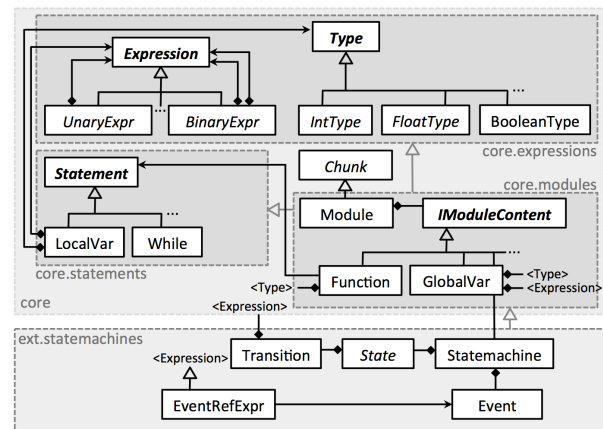 Expression
Type
UnaryExpr
...
BinaryExpr
IntType
FloatType
...
BooleanType
core.expressions
Statement
Chunk
core.modules
Module
IModuleContent
...
LocalVar
While
core.statements
...
Function
GlobalVar
<Type>
<Type>
<Expression>
core
<Expression>
ext.statemachines
<Expression>
Transition
State
Statemachine
EventRefExpr
Event